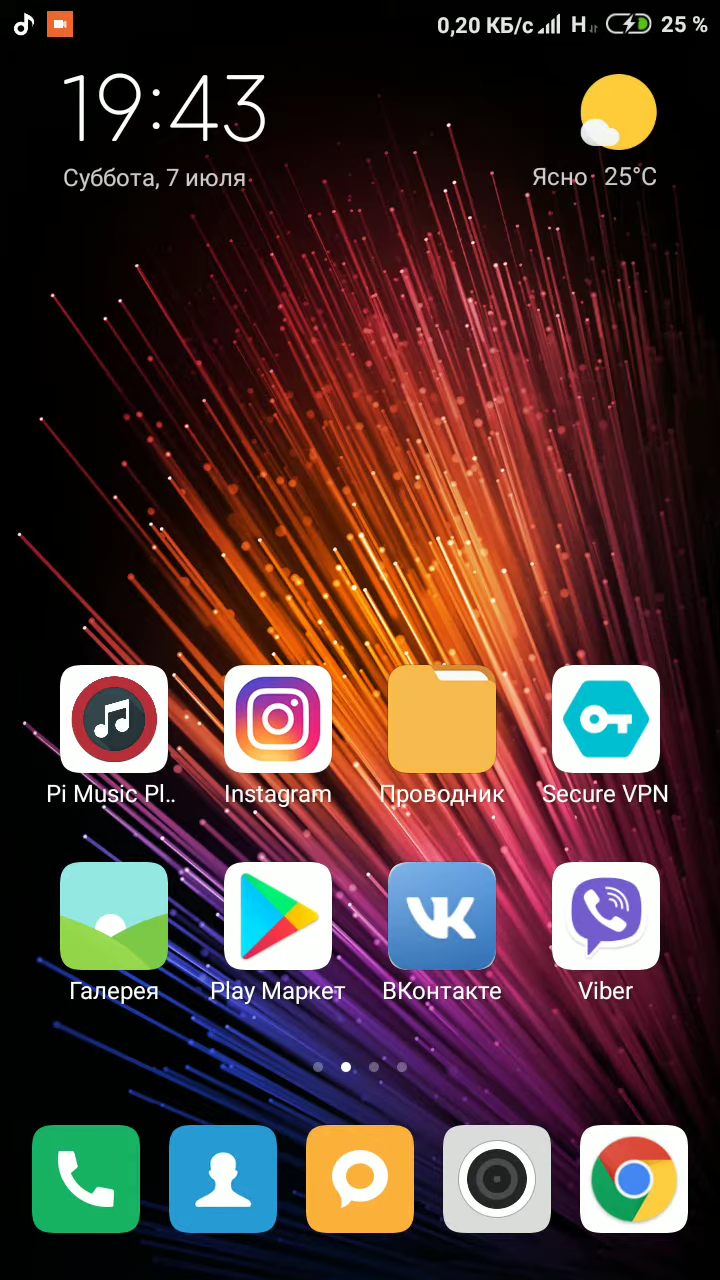 0,20 КБ/с H 25 %
19:43
Суббота, 7 июля
Ясно 25°C
Pi Music Pl..
Instagram
Проводник
Secure VPN
Галерея
Play Маркет
ВКонтакте
Viber